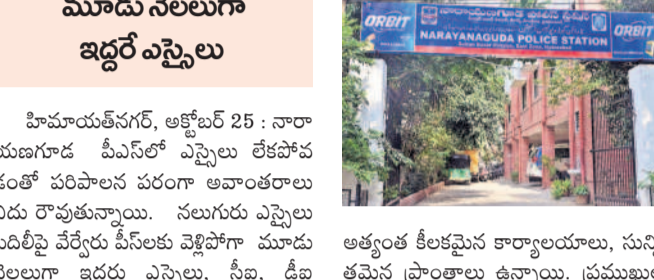 మూడు నెలలుగా
ఇద్దరే ఎస్సైలు
హిమాయత్‌నగర్, అక్టోబర్ 25 : నారా
యణగూడ పీఎస్‌లో ఎస్సైలు లేకపోవ
డంతో పరిపాలన పరంగా అవాంతరాలు
ఎదు రౌవుతున్నాయి. నలుగురు ఎస్సైలు
బదిలీపై వేర్వేరు పీస్‌లకు వెళ్లిపోగా మూడు
నెలలుగా ఇద్దరు ఎస్సైలు, సీఐ, డీఐ
ORBIT
నారాయణగూడ పోలీసు స్టేషన్
ORBIT
NARAYANAGUDA POLICE STATION
అత్యంత కీలకమైన కార్యాలయాలు, సున్ని
తమైన ప్రాంతాలు ఉన్నాయి. ప్రముఖుల